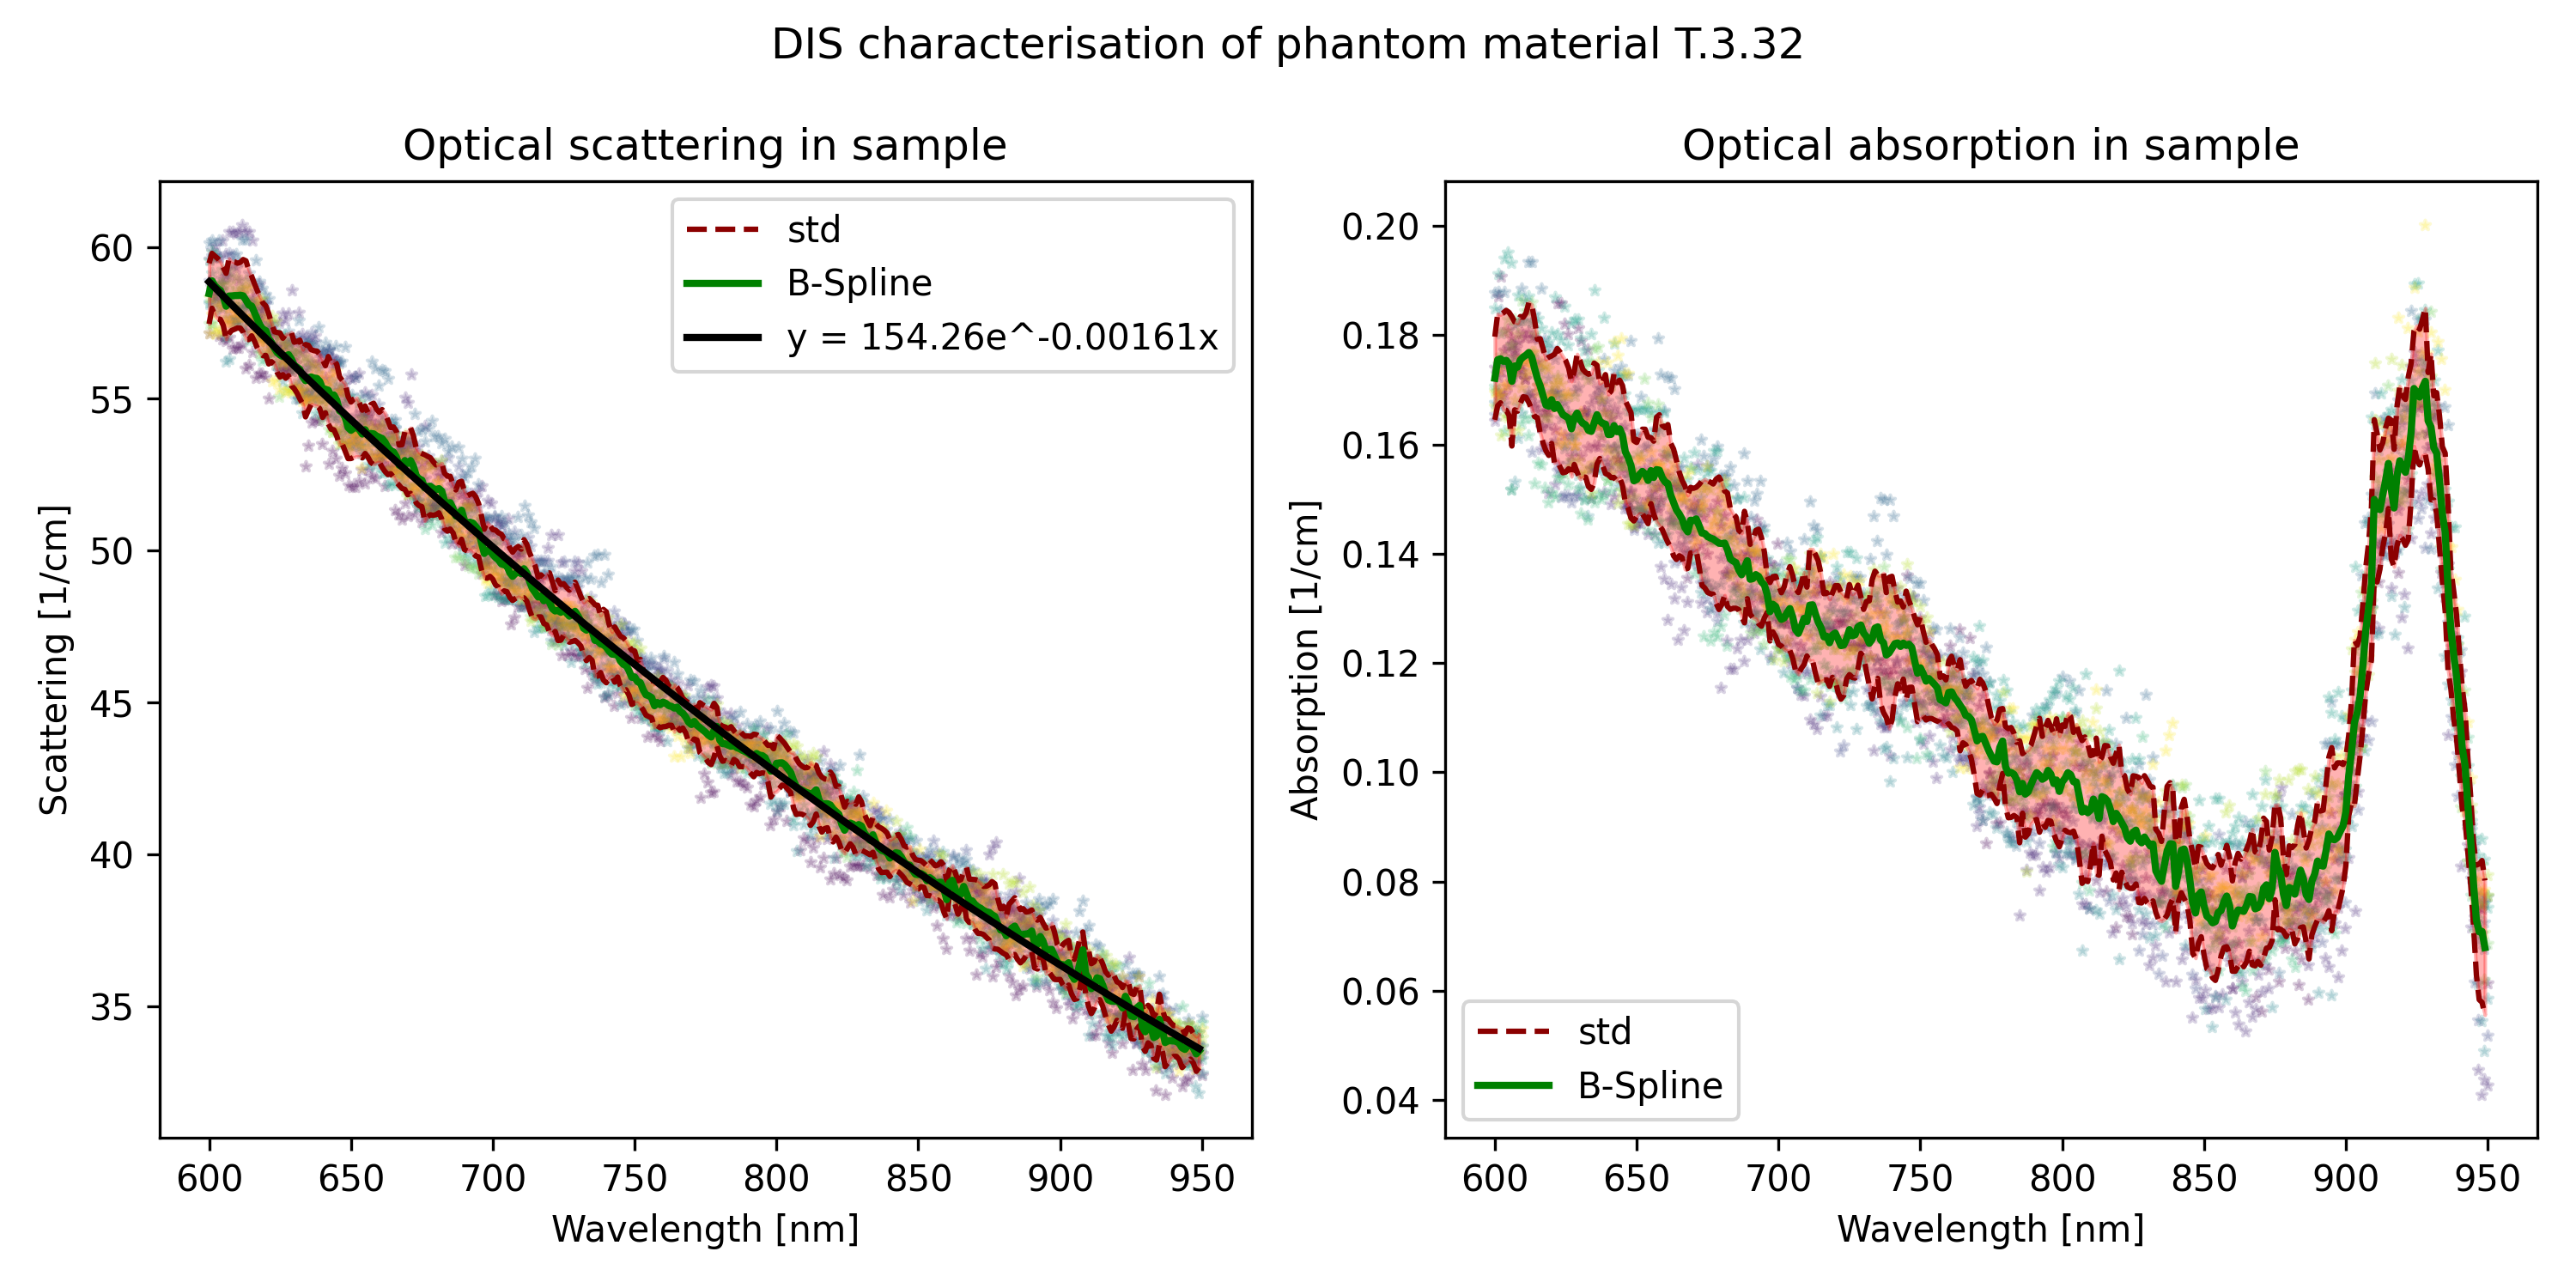 DIS characterisation of phantom material T.3.32
Optical scattering in sample
Scattering [1/cm]
60
55
50
45
40
35
std
B-Spline
y = 154.26e^-0.00161x
600 650 700 750 800 850 900 950
Wavelength [nm]
Optical absorption in sample
Absorption [1/cm]
0.20
0.18
0.16
0.14
0.12
0.10
0.08
0.06
0.04
std
B-Spline
600 650 700 750 800 850 900 950
Wavelength [nm]